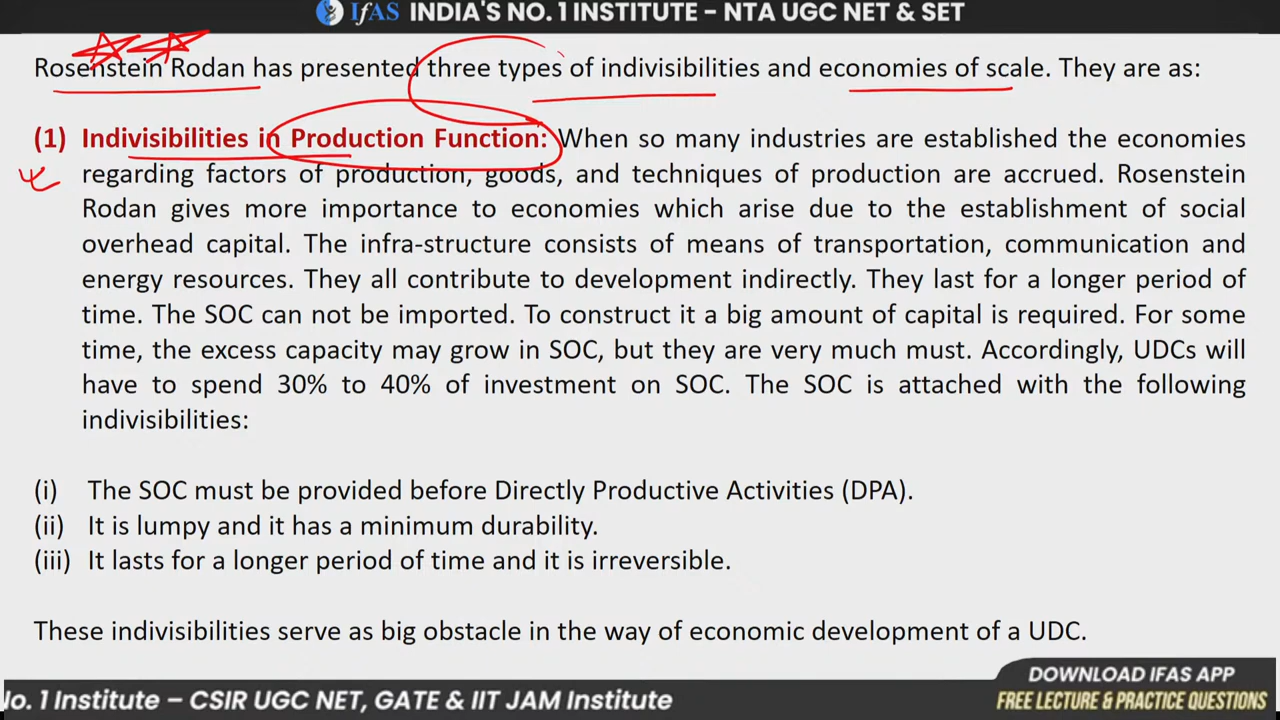 IfAS INDIA'S NO. 1 INSTITUTE – NTA UGC NET & SET
Rosenstein Rodan has presented three types of indivisibilities and economies of scale. They are as:
(1) Indivisibilities in Production Function: When so many industries are established the economies
regarding factors of production, goods, and techniques of production are accrued. Rosenstein
Rodan gives more importance to economies which arise due to the establishment of social
overhead capital. The infra-structure consists of means of transportation, communication and
energy resources. They all contribute to development indirectly. They last for a longer period of
time. The SOC can not be imported. To construct it a big amount of capital is required. For some
time, the excess capacity may grow in SOC, but they are very much must. Accordingly, UDCs will
have to spend 30% to 40% of investment on SOC. The SOC is attached with the following
indivisibilities:
(i) The SOC must be provided before Directly Productive Activities (DPA).
(ii) It is lumpy and it has a minimum durability.
(iii) It lasts for a longer period of time and it is irreversible.
These indivisibilities serve as big obstacle in the way of economic development of a UDC.
DOWNLOAD IFAS APP
FREE LECTURE & PRACTICE QUESTIONS
No. 1 Institute – CSIR UGC NET, GATE & IIT JAM Institute